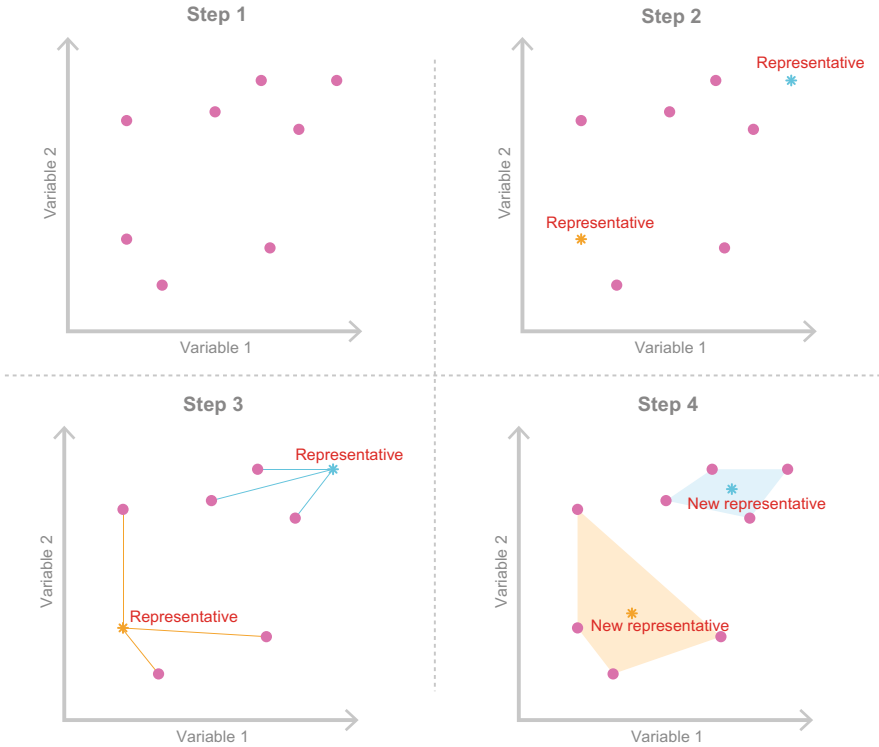 Step 1
Variable 2
Variable 1
Step 2
Representative
Representative
Variable 2
Variable 1
Step 3
Representative
Representative
Variable 2
Variable 1
Step 4
New representative
New representative
Variable 2
Variable 1